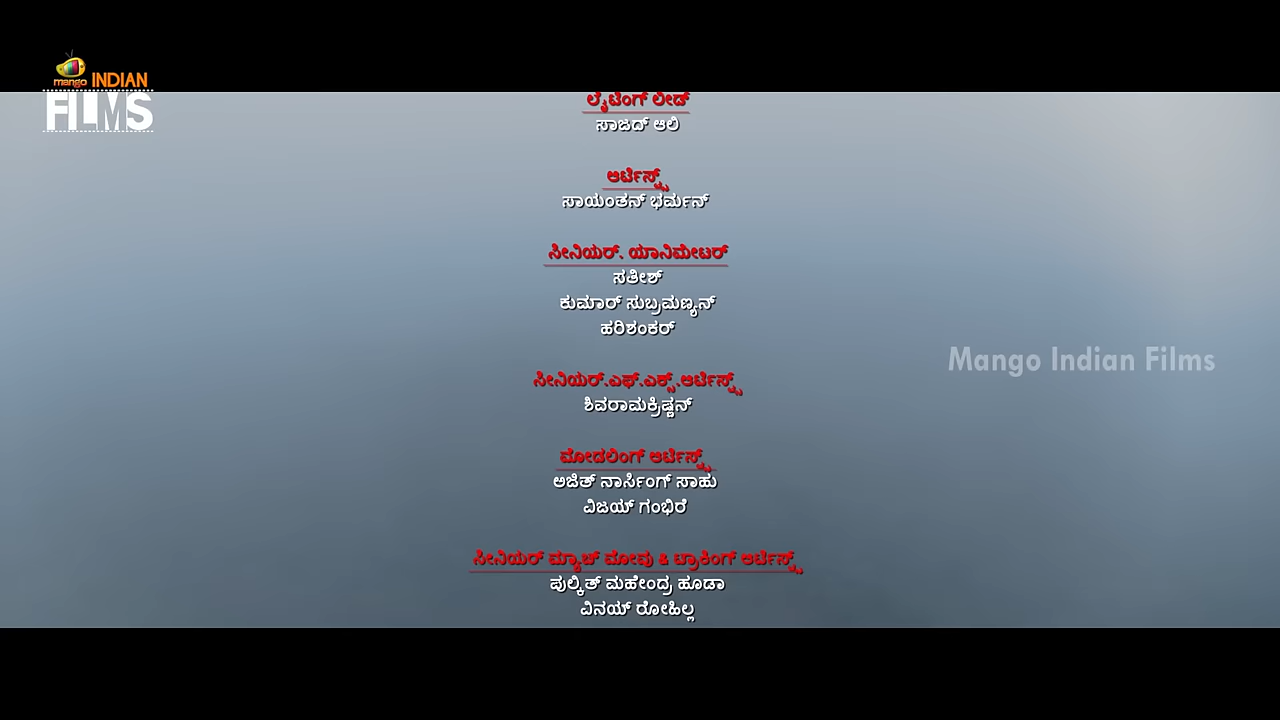 mango INDIAN
FILMS
ಲೈಟಿಂಗ್ ಲೀಡ್
ಸಾಜಿದ್ ಆಲಿ
ಆರ್ಟಿಸ್ಟ್ಸ್
ಸಾಯಂತನ್ ಭರ್ಮನ್
ಸೀನಿಯರ್. ಯಾನಿಮೇಟರ್
ಸತೀಶ್
ಕುಮಾರ್ ಸುಬ್ರಮಣ್ಯನ್
ಹರಿಶಂಕರ್
ಸೀನಿಯರ್.ಎಫ್.ಎಕ್ಸ್.ಆರ್ಟಿಸ್ಟ್ಸ್
ಶಿವರಾಮಕ್ರಿಷ್ಣನ್
Mango Indian Films
ಮೋಡಲಿಂಗ್ ಆರ್ಟಿಸ್ಟ್ಸ್
ಅಜಿತ್ ನಾರ್ಸಿಂಗ್ ಸಾಹು
ವಿಜಯ್ ಗಂಭಿರೆ
ಸೀನಿಯರ್ ಮ್ಯಾಚ್ ಮೋವು & ಟ್ರಾಕಿಂಗ್ ಆರ್ಟಿಸ್ಟ್ಸ್
ಪುಲ್ಕಿತ್ ಮಹೇಂದ್ರ ಹೂಡಾ
ವಿನಯ್ ರೋಹಿಲ್ಲ